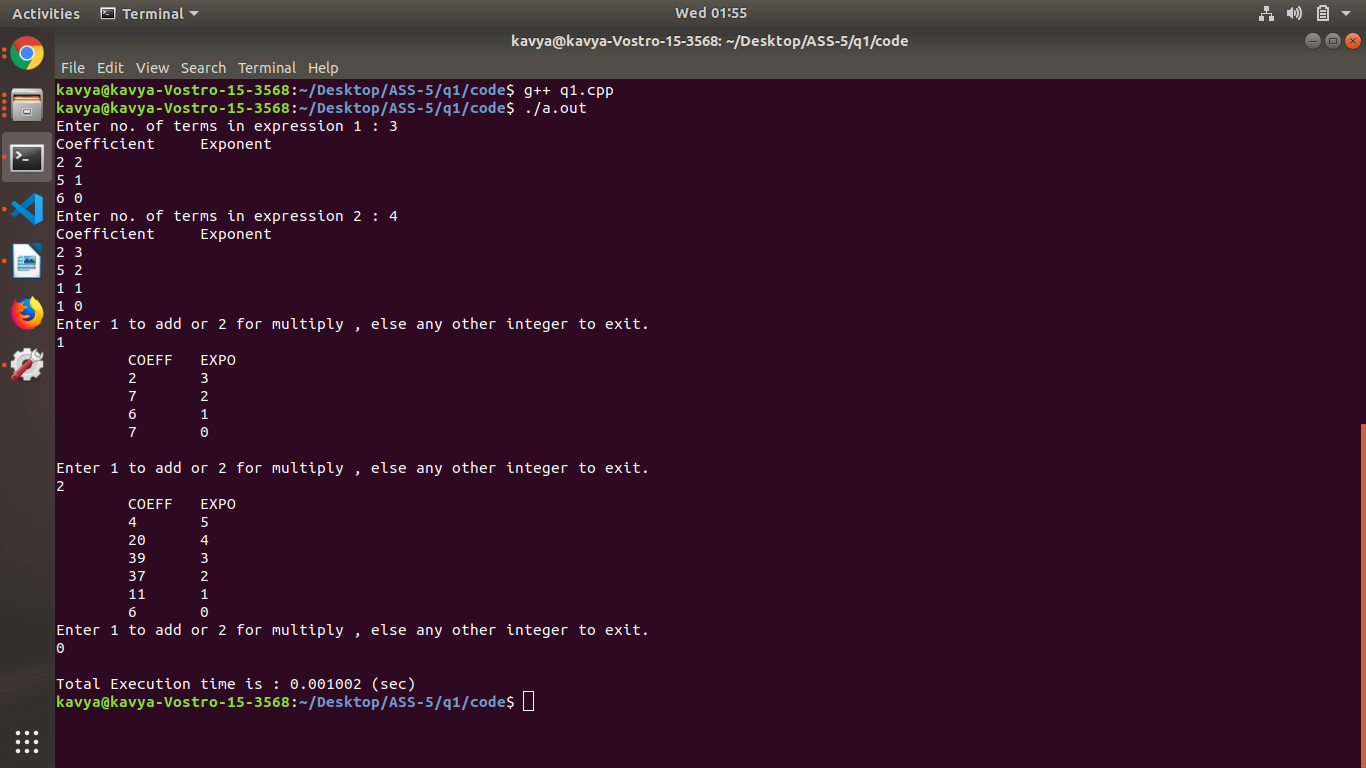 Activities Terminal Wed 01:55
kavya@kavya-Vostro-15-3568: ~/Desktop/ASS-5/q1/code
File Edit View Search Terminal Help
kavya@kavya-Vostro-15-3568:~/Desktop/ASS-5/q1/code$ g++ q1.cpp
kavya@kavya-Vostro-15-3568:~/Desktop/ASS-5/q1/code$ ./a.out
Enter no. of terms in expression 1 : 3
Coefficient     Exponent
2 2
5 1
6 0
Enter no. of terms in expression 2 : 4
Coefficient     Exponent
2 3
5 2
1 1
1 0
Enter 1 to add or 2 for multiply , else any other integer to exit.
1
        COEFF   EXPO
        2       3
        7       2
        6       1
        7       0

Enter 1 to add or 2 for multiply , else any other integer to exit.
2
        COEFF   EXPO
        4       5
        20      4
        39      3
        37      2
        11      1
        6       0
Enter 1 to add or 2 for multiply , else any other integer to exit.
0

Total Execution time is : 0.001002 (sec)
kavya@kavya-Vostro-15-3568:~/Desktop/ASS-5/q1/code$